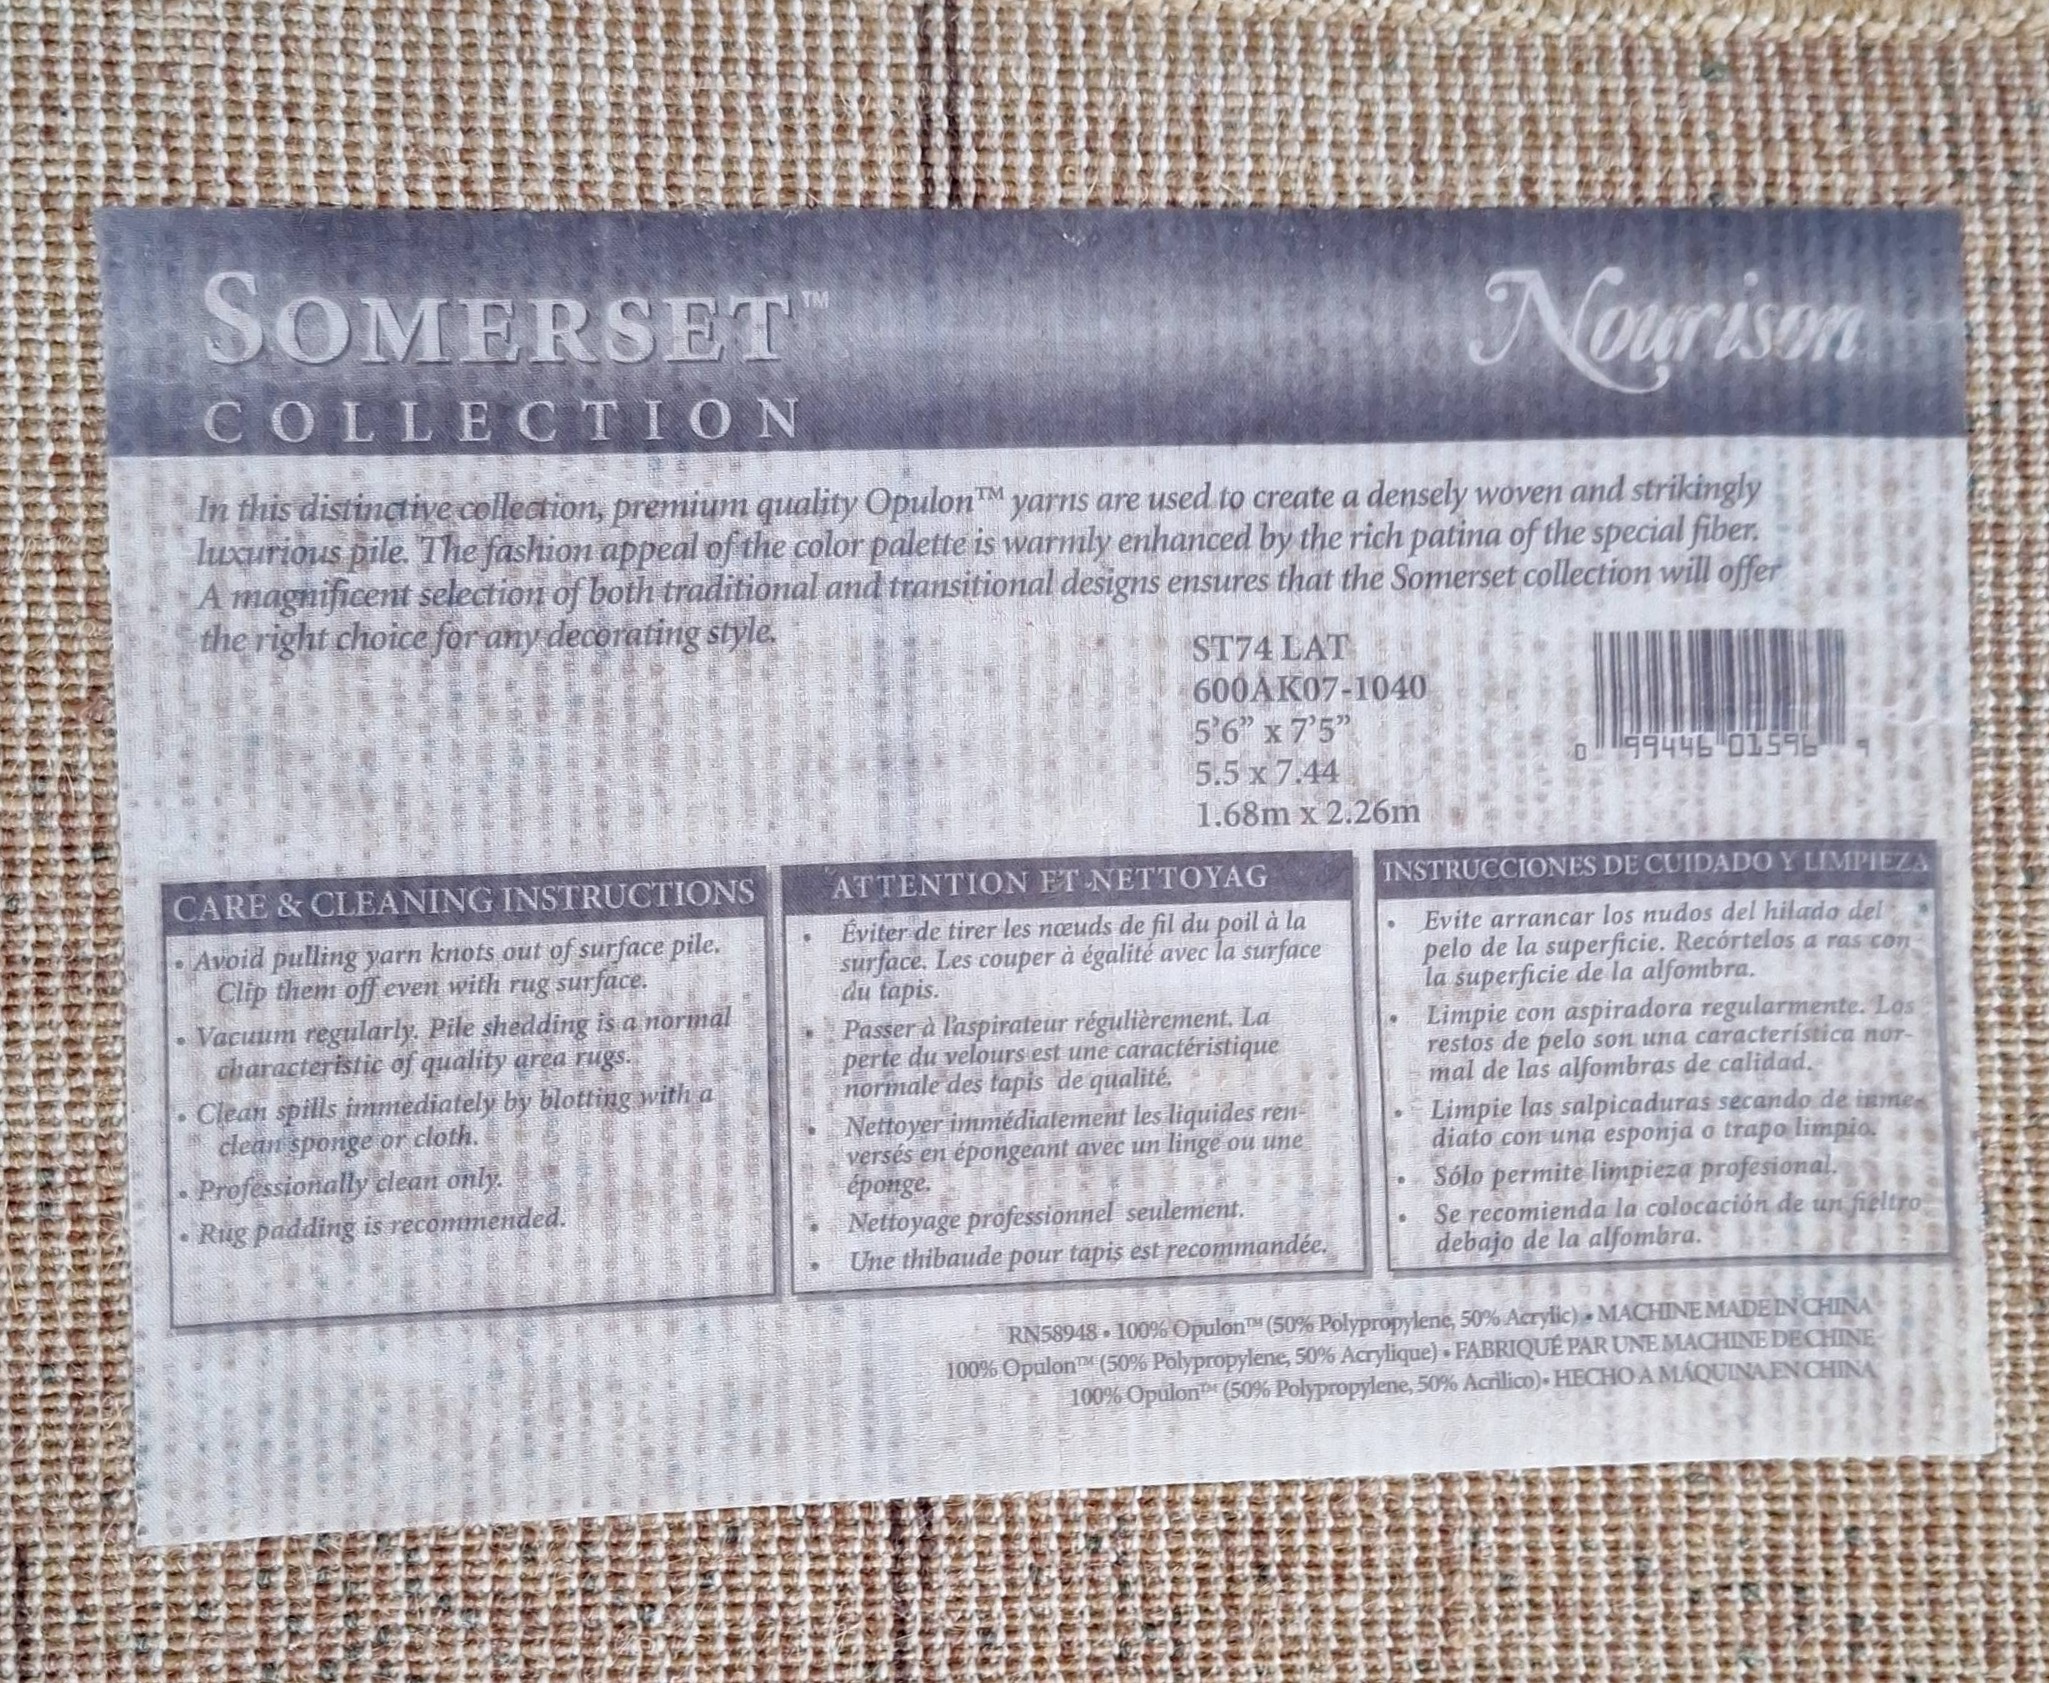 SOMERSET™
COLLECTION
Nourison
In this distinctive collection, premium quality Opulon™ yarns are used to create a densely woven and strikingly
luxurious pile. The fashion appeal of the color palette is warmly enhanced by the rich patina of the special fiber.
A magnificent selection of both traditional and transitional designs ensures that the Somerset collection will offer
the right choice for any decorating style.
ST74 LAT
600AK07-1040
5'6” x 7'5”
5.5 x 7.44
1.68m x 2.26m
0 99446 01596 9
CARE & CLEANING INSTRUCTIONS
• Avoid pulling yarn knots out of surface pile.
Clip them off even with rug surface.
• Vacuum regularly. Pile shedding is a normal
characteristic of quality area rugs.
• Clean spills immediately by blotting with a
clean sponge or cloth.
• Professionally clean only.
• Rug padding is recommended.
ATTENTION ET NETTOYAG
• Éviter de tirer les nœuds de fil du poil à la
surface. Les couper à égalité avec la surface
du tapis.
• Passer à l'aspirateur régulièrement. La
perte du velours est une caractéristique
normale des tapis de qualité.
• Nettoyer immédiatement les liquides ren-
versés en épongeant avec un linge ou une
éponge.
• Nettoyage professionnel seulement.
• Une thibaude pour tapis est recommandée.
INSTRUCCIONES DE CUIDADO Y LIMPIEZA
• Evite arrancar los nudos del hilado del
pelo de la superficie. Recórtelos a ras con
la superficie de la alfombra.
• Limpie con aspiradora regularmente. Los
restos de pelo son una característica nor-
mal de las alfombras de calidad.
• Limpie las salpicaduras secando de inme-
diato con una esponja o trapo limpio.
• Sólo permite limpieza profesional.
• Se recomienda la colocación de un fieltro
debajo de la alfombra.
RN58948 • 100% Opulon™ (50% Polypropylene, 50% Acrylic) • MACHINE MADE IN CHINA
100% Opulon™ (50% Polypropylene, 50% Acrylique) • FABRIQUÉ PAR UNE MACHINE DE CHINE
100% Opulon™ (50% Polypropylene, 50% Acrilico)• HECHO A MÁQUINA EN CHINA